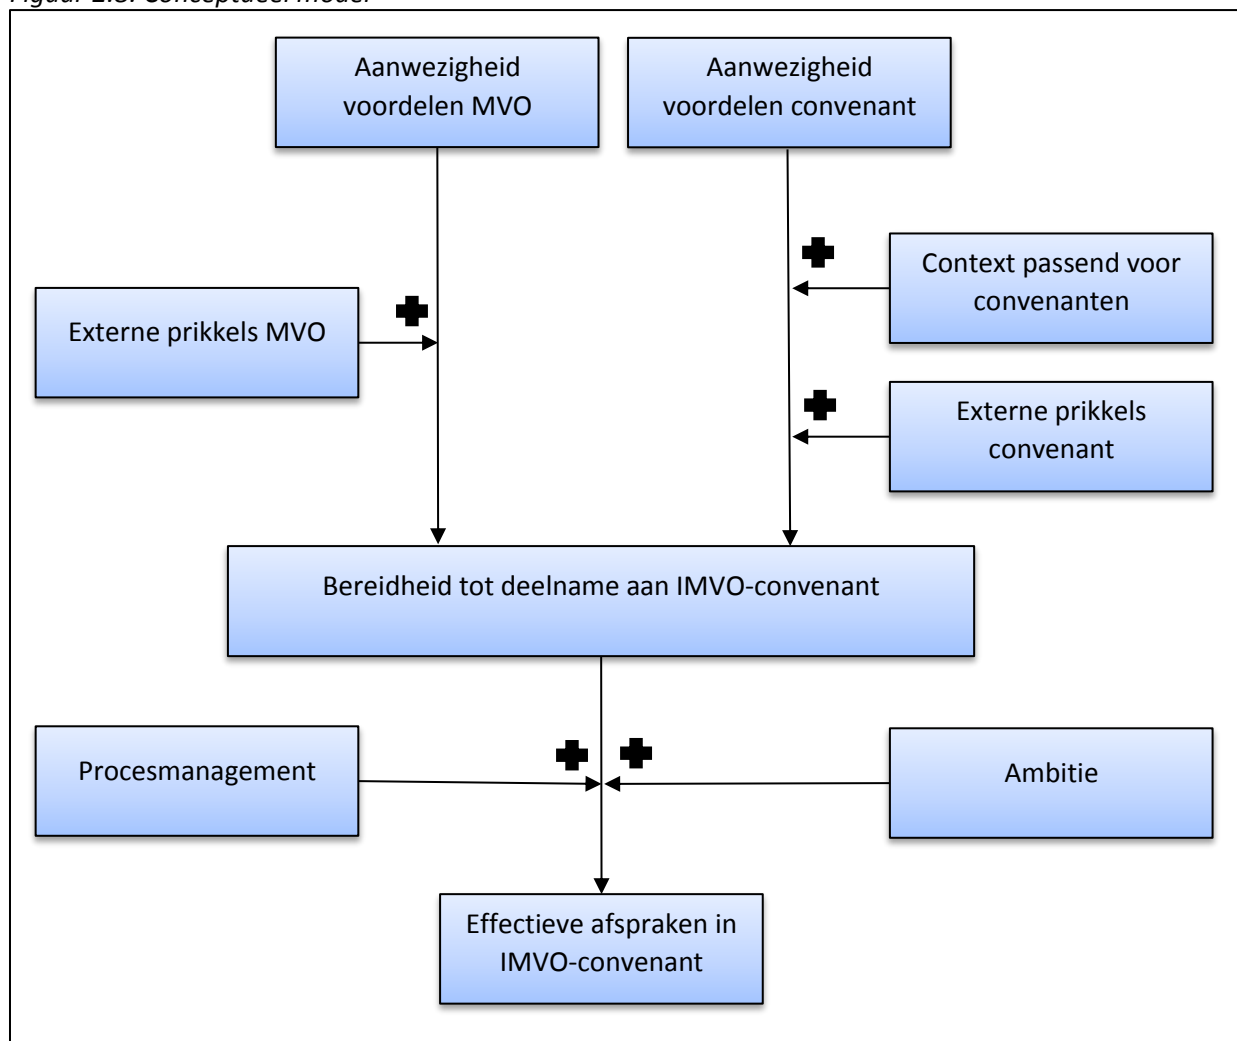 Aanwezigheid
voordelen MVO
Aanwezigheid
voordelen convenant
Context passend voor
convenanten
Externe prikkels MVO
Externe prikkels
convenant
Bereidheid tot deelname aan IMVO-convenant
Procesmanagement
Ambitie
Effectieve afspraken in
IMVO-convenant